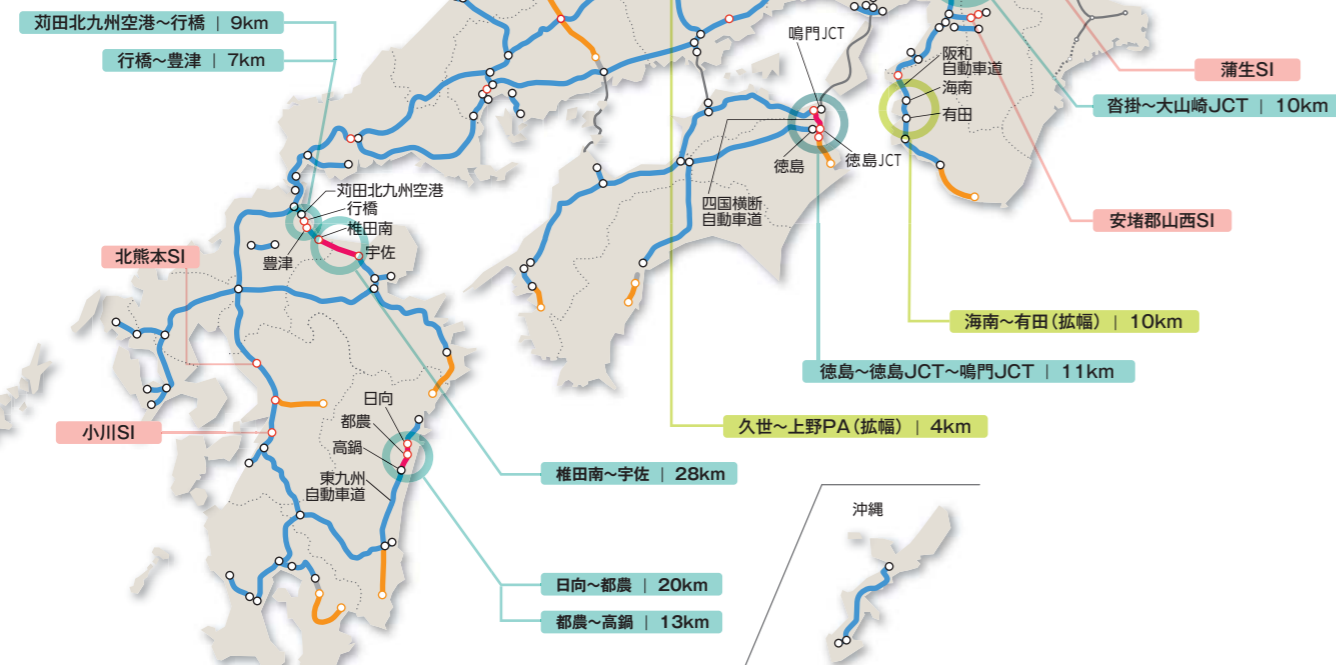 苅田北九州空港～行橋 | 9km
行橋～豊津 | 7km
鳴門JCT
阪和
自動車道
海南
有田
蒲生SI
沓掛～大山崎JCT | 10km
徳島
徳島JCT
四国横断
自動車道
安堵郡山西SI
苅田北九州空港
行橋
椎田南
宇佐
豊津
北熊本SI
海南～有田(拡幅) | 10km
徳島～徳島JCT～鳴門JCT | 11km
日向
都農
高鍋
東九州
自動車道
小川SI
久世～上野PA(拡幅) | 4km
椎田南～宇佐 | 28km
沖縄
日向～都農 | 20km
都農～高鍋 | 13km